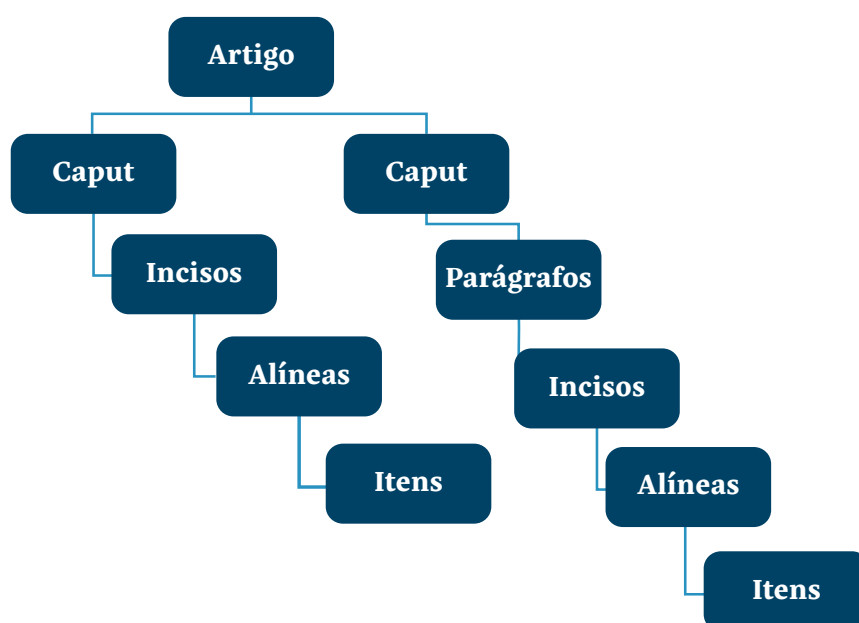 Artigo
Caput
Caput
Incisos
Parágrafos
Alíneas
Incisos
Itens
Alíneas
Itens